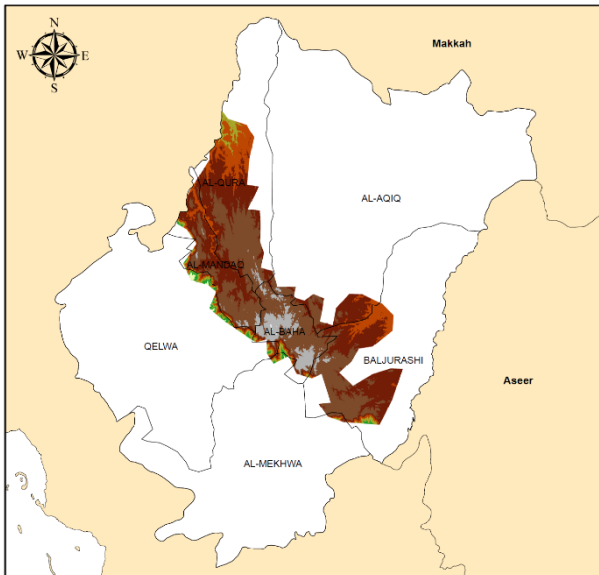 N
Makkah
W E
S
AL-QURA
AL-AQIQ
AL-MANDAQ
AL-BAHA
QELWA
BALJURASHI
Aseer
AL-MEKHWA